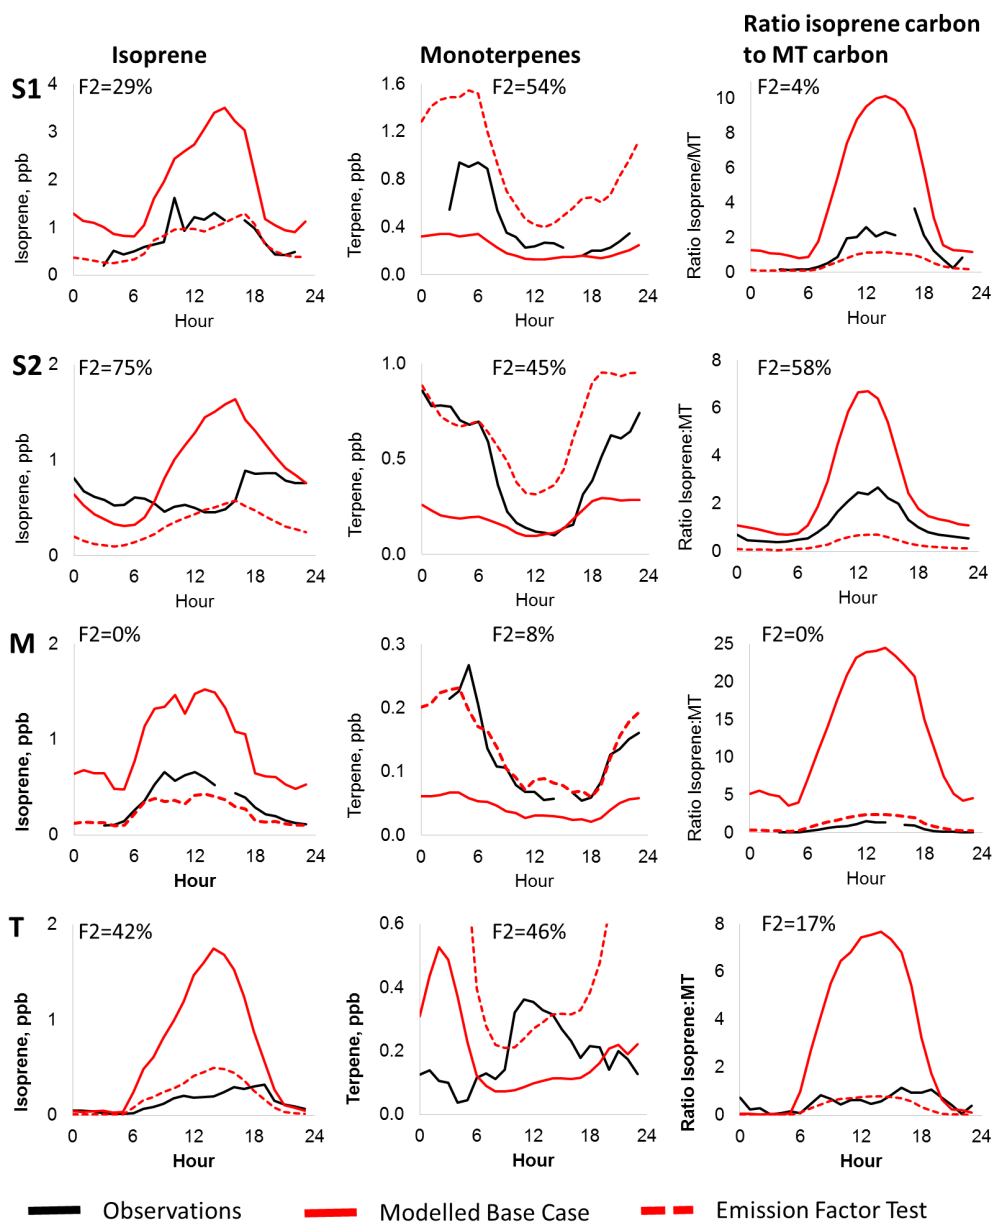 Isoprene
Monoterpenes
Ratio isoprene carbon
to MT carbon
S1
F2=29%
Isoprene, ppb
4
3
2
1
0
0 6 12 18 24
Hour
F2=54%
Terpene, ppb
1.6
1.2
0.8
0.4
0.0
0 6 12 18 24
Hour
F2=4%
Ratio Isoprene/MT
10
8
6
4
2
0
0 6 12 18 24
Hour
S2
F2=75%
Isoprene, ppb
2
1
0
0 6 12 18 24
Hour
F2=45%
Terpene, ppb
1.0
0.5
0.0
0 6 12 18 24
Hour
F2=58%
Ratio Isoprene:MT
8
6
4
2
0
0 6 12 18 24
Hour
M
F2=0%
Isoprene, ppb
2
1
0
0 6 12 18 24
Hour
F2=8%
Terpene, ppb
0.3
0.2
0.1
0.0
0 6 12 18 24
Hour
F2=0%
Ratio Isoprene:MT
25
20
15
10
5
0
0 6 12 18 24
Hour
T
F2=42%
Isoprene, ppb
2
1
0
0 6 12 18 24
Hour
F2=46%
Terpene, ppb
0.6
0.4
0.2
0.0
0 6 12 18 24
Hour
F2=17%
Ratio Isoprene:MT
8
6
4
2
0
0 6 12 18 24
Hour
Observations
Modelled Base Case
Emission Factor Test